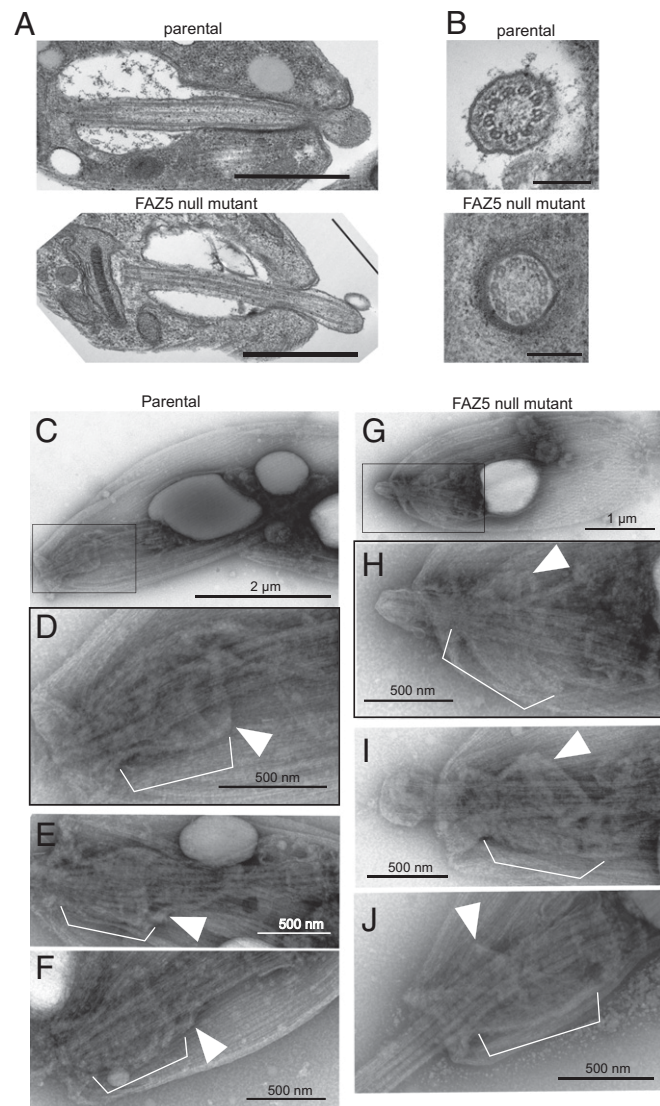 A
parental
B
parental
FAZ5 null mutant
FAZ5 null mutant
Parental
FAZ5 null mutant
C
2 µm
G
1 µm
D
500 nm
H
500 nm
E
500 nm
I
500 nm
F
500 nm
J
500 nm